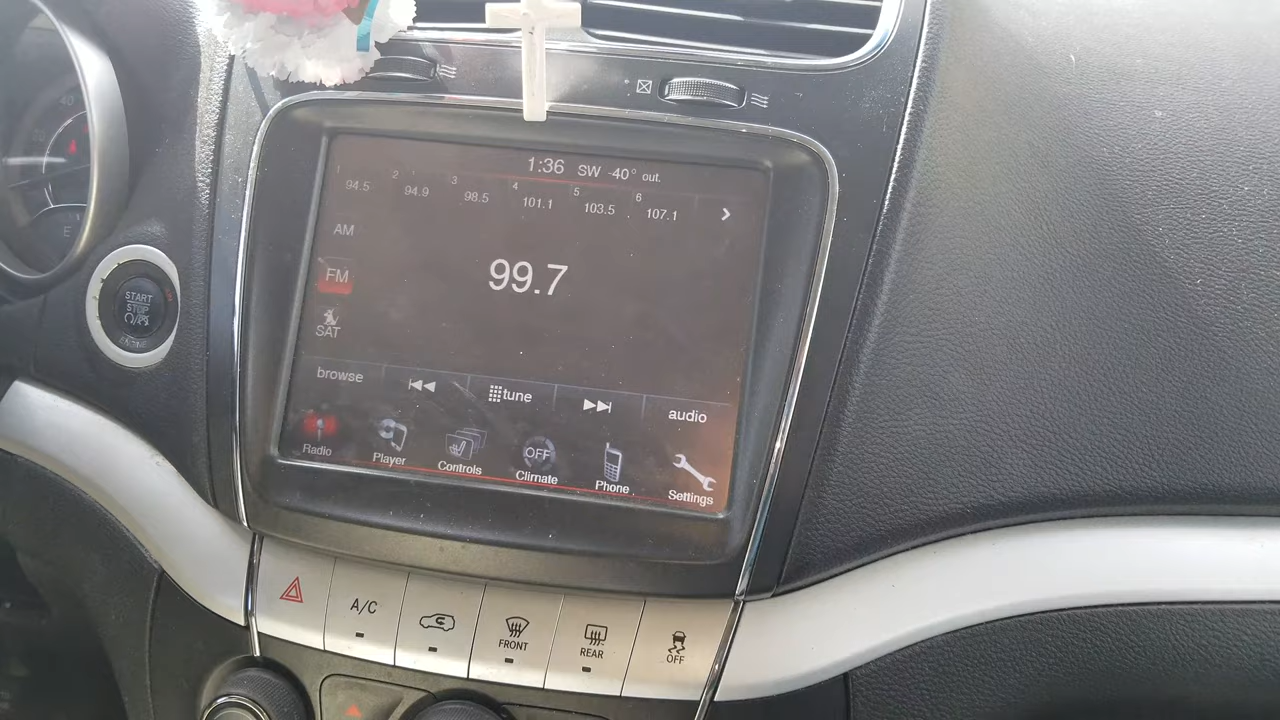 1:36 SW -40° out.
1 94.5 2 94.9 3 98.5 4 101.1 5 103.5 6 107.1
AM
99.7
FM
SAT
browse tune audio
Radio Player Controls OFF Climate Phone Settings
40
E
START
STOP
ENGINE
A/C
FRONT
REAR
OFF